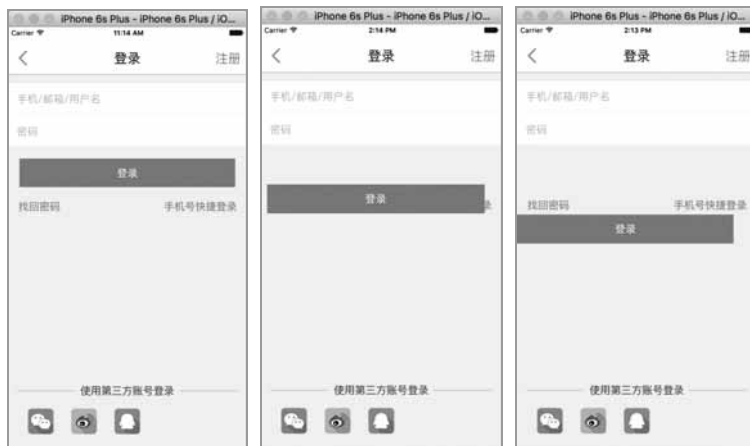 iPhone 6s Plus - iPhone 6s Plus / iO...
Carrier 11:14 AM
登录 注册
手机/邮箱/用户名
密码
登录
找回密码 手机号快捷登录
使用第三方账号登录
iPhone 6s Plus - iPhone 6s Plus / iO...
Carrier 2:14 PM
登录 注册
手机/邮箱/用户名
密码
登录
使用第三方账号登录
iPhone 6s Plus - iPhone 6s Plus / iO...
Carrier 2:13 PM
登录 注册
手机/邮箱/用户名
密码
找回密码 手机号快捷登录
登录
使用第三方账号登录